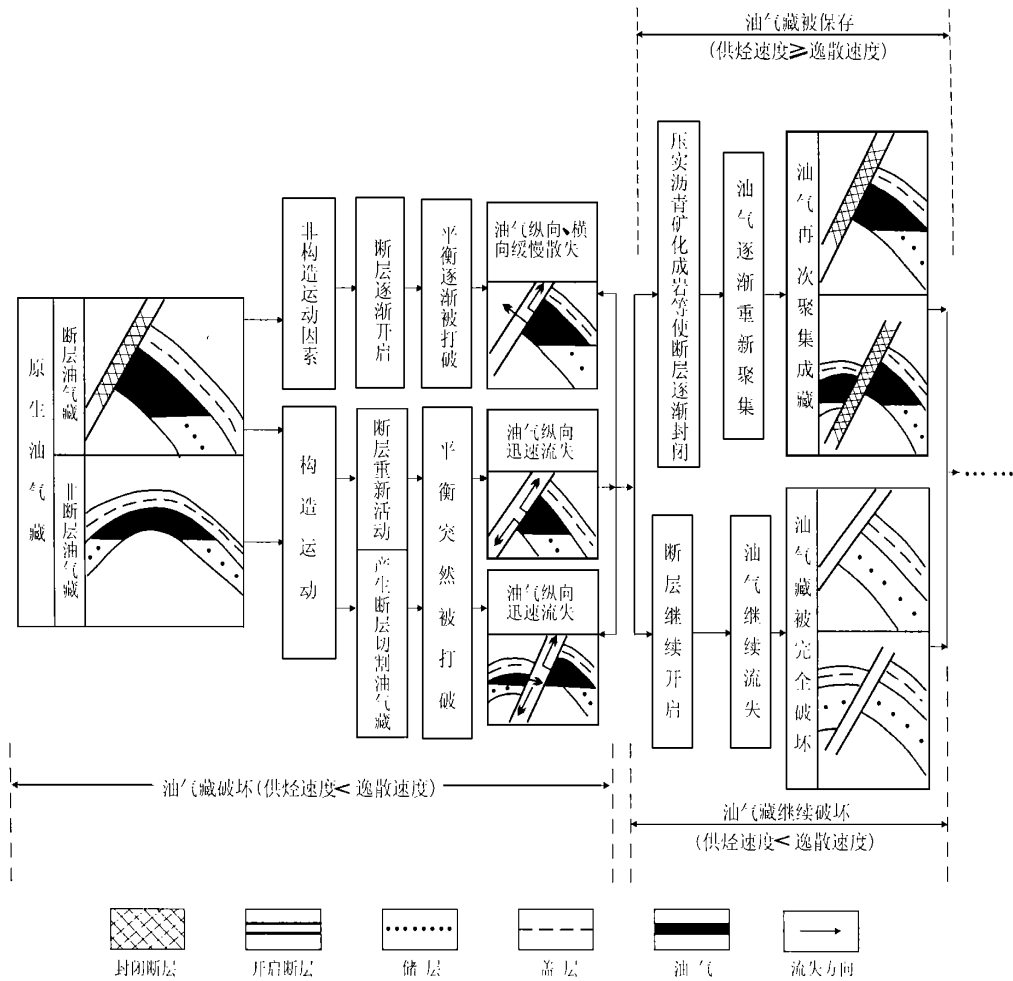 油气藏被保存
(供烃速度≥逸散速度)
原生油气藏
断层油气藏
非断层油气藏
非构造运动因素
断层逐渐开启
平衡逐渐被打破
油气纵向、横
向缓慢散失
构造运动
断层重新活动
产生断层切割油气藏
平衡突然被打破
油气纵向
迅速流失
油气纵向
迅速流失
压实沥青矿化成岩等使断层逐渐封闭
油气逐渐重新聚集
油气再次聚集成藏
断层继续开启
油气继续流失
油气藏被完全破坏
……
油气藏破坏(供烃速度< 逸散速度)
油气藏继续破坏
(供烃速度< 逸散速度)
封闭断层
开启断层
储 层
盖 层
油 气
流失方向